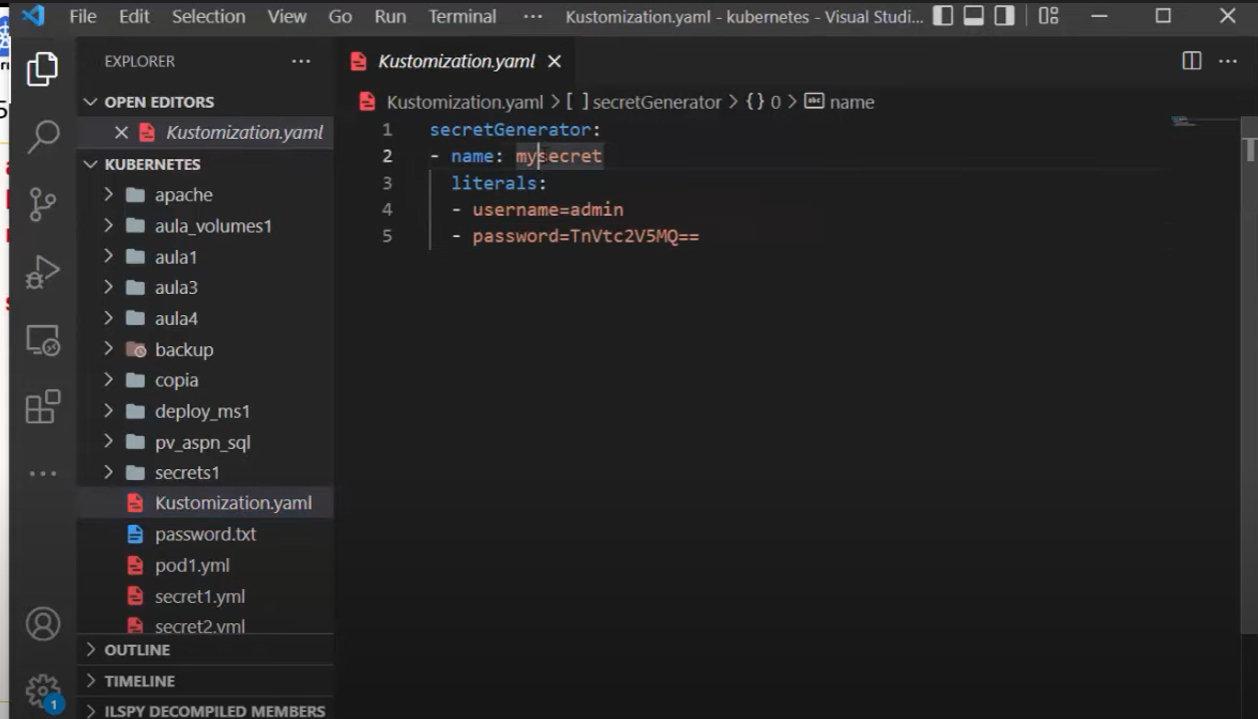 File Edit Selection View Go Run Terminal ··· Kustomization.yaml - kubernetes - Visual Studi...
EXPLORER ···
OPEN EDITORS
Kustomization.yaml
KUBERNETES
apache
aula_volumes1
aula1
aula3
aula4
backup
copia
deploy_ms1
pv_aspn_sql
secrets1
Kustomization.yaml
password.txt
pod1.yml
secret1.yml
secret2.yml
OUTLINE
TIMELINE
ILSPY DECOMPILED MEMBERS
1
Kustomization.yaml
Kustomization.yaml > [ ] secretGenerator > {} 0 > abc name
1 secretGenerator:
2 - name: mysecret
3 literals:
4 - username=admin
5 - password=TnVtc2V5MQ==